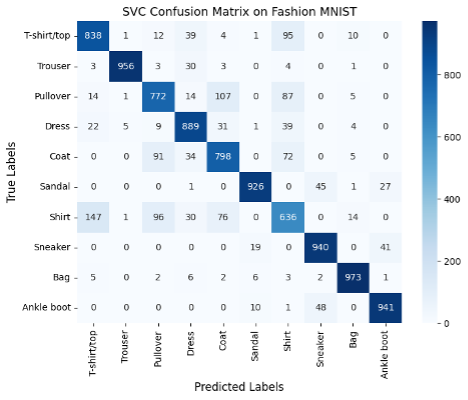 SVC Confusion Matrix on Fashion MNIST
True Labels
T-shirt/top 838 1 12 39 4 1 95 0 10 0
Trouser 3 956 3 30 3 0 4 0 1 0
Pullover 14 1 772 14 107 0 87 0 5 0
Dress 22 5 9 889 31 1 39 0 4 0
Coat 0 0 91 34 798 0 72 0 5 0
Sandal 0 0 0 1 0 926 0 45 1 27
Shirt 147 1 96 30 76 0 636 0 14 0
Sneaker 0 0 0 0 0 19 0 940 0 41
Bag 5 0 2 6 2 6 3 2 973 1
Ankle boot 0 0 0 0 0 10 1 48 0 941
T-shirt/top Trouser Pullover Dress Coat Sandal Shirt Sneaker Bag Ankle boot
Predicted Labels
800
600
400
200
0